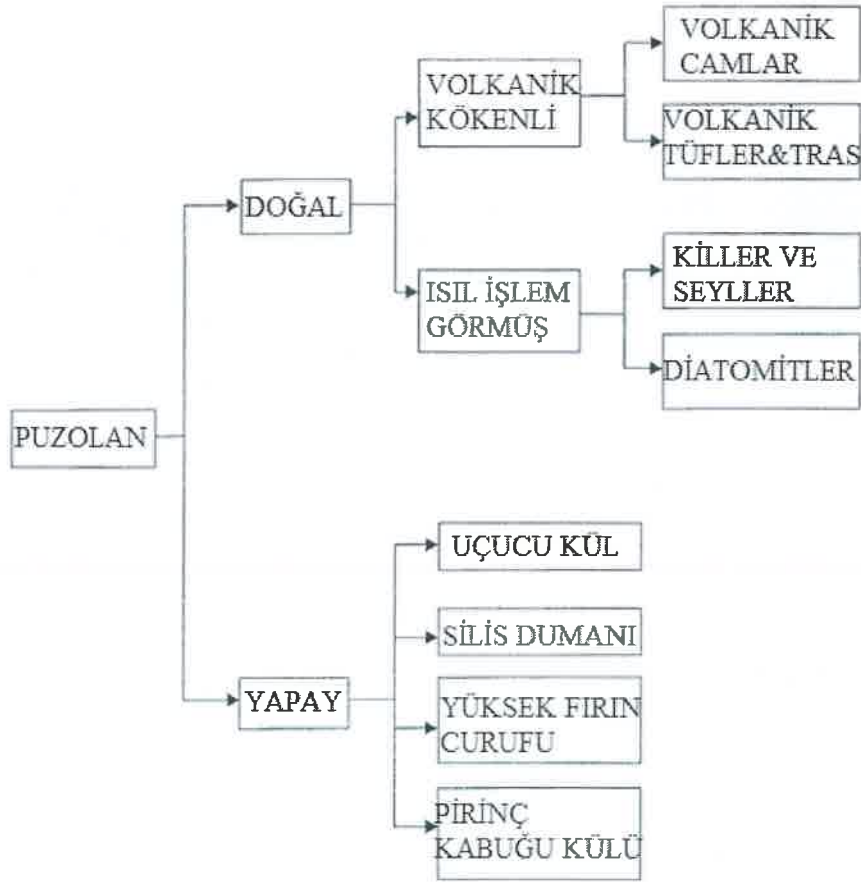 VOLKANİK
CAMLAR
VOLKANİK
KÖKENLİ
VOLKANİK
TÜFLER&TRAS
DOĞAL
KİLLER VE
SEYLLER
ISIL İŞLEM
GÖRMÜŞ
DİATOMİTLER
PUZOLAN
UÇUCU KÜL
SİLİS DUMANI
YAPAY
YÜKSEK FIRIN
CURUFU
PİRİNÇ
KABUĞU KÜLÜ